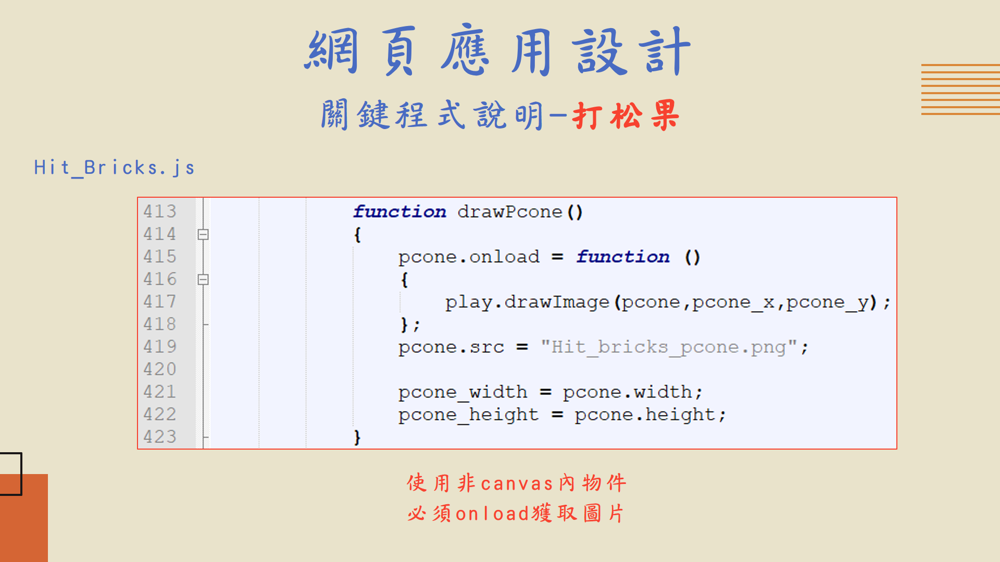 網頁應用設計
關鍵程式說明-打松果
Hit_Bricks.js
413 function drawPcone()
414 {
415 pcone.onload = function ()
416 {
417 play.drawImage(pcone,pcone_x,pcone_y);
418 };
419 pcone.src = "Hit_bricks_pcone.png";
420
421 pcone_width = pcone.width;
422 pcone_height = pcone.height;
423 }
使用非canvas內物件
必須onload獲取圖片